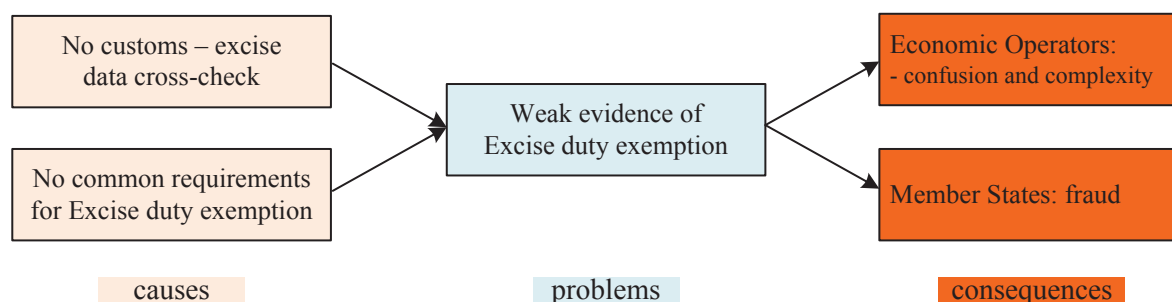 No customs – excise
data cross-check
No common requirements
for Excise duty exemption
Weak evidence of
Excise duty exemption
Economic Operators:
- confusion and complexity
Member States: fraud
causes
problems
consequences